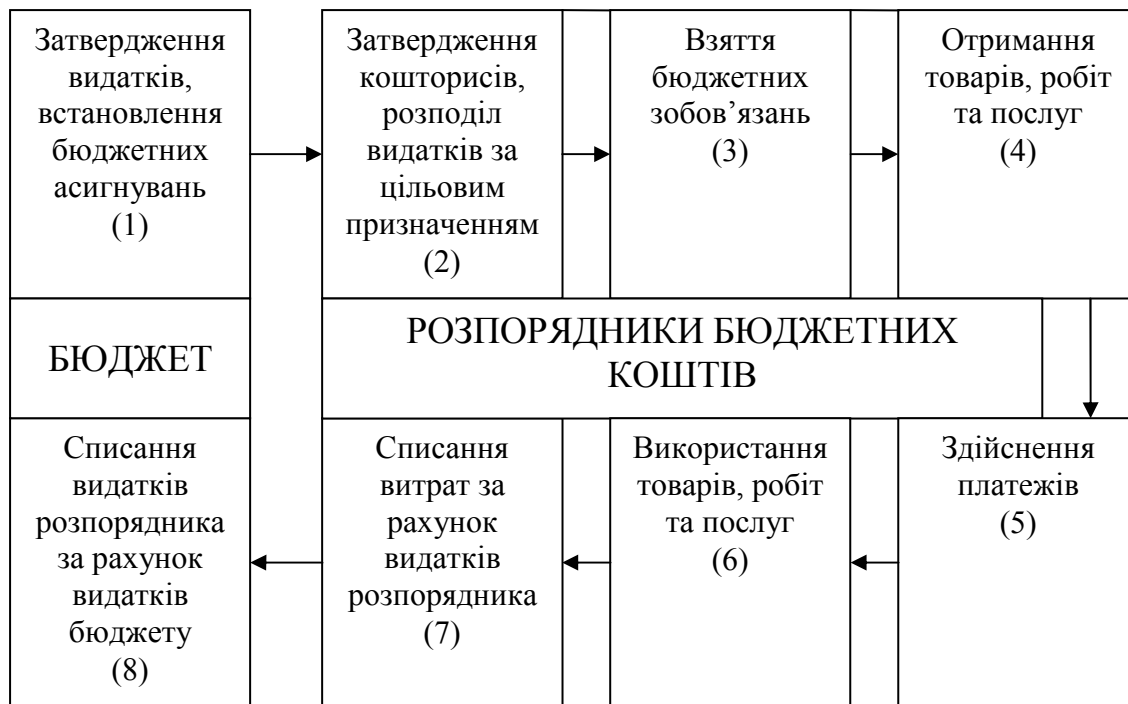 Затвердження
видатків,
встановлення
бюджетних
асигнувань
(1)
Затвердження
кошторисів,
розподіл
видатків за
цільовим
призначенням
(2)
Взяття
бюджетних
зобов’язань
(3)
Отримання
товарів, робіт
та послуг
(4)
БЮДЖЕТ
РОЗПОРЯДНИКИ БЮДЖЕТНИХ
КОШТІВ
Списання
видатків
розпорядника
за рахунок
видатків
бюджету
(8)
Списання
витрат за
рахунок
видатків
розпорядника
(7)
Використання
товарів, робіт
та послуг
(6)
Здійснення
платежів
(5)